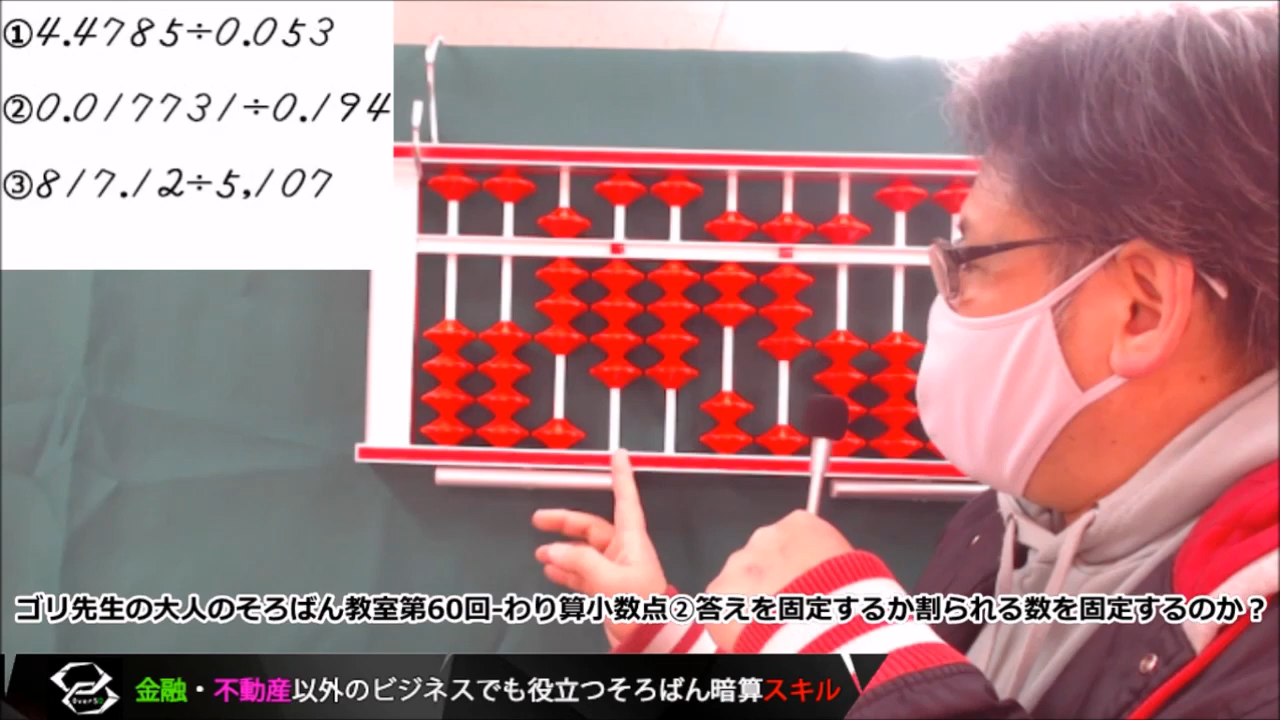 ①4.4785÷0.053
②0.017731÷0.194
③817.12÷5,107
ゴリ先生の大人のそろばん教室第60回-わり算小数点②答えを固定するか割られる数を固定するのか？
金融・不動産以外のビジネスでも役立つそろばん暗算スキル
Over50